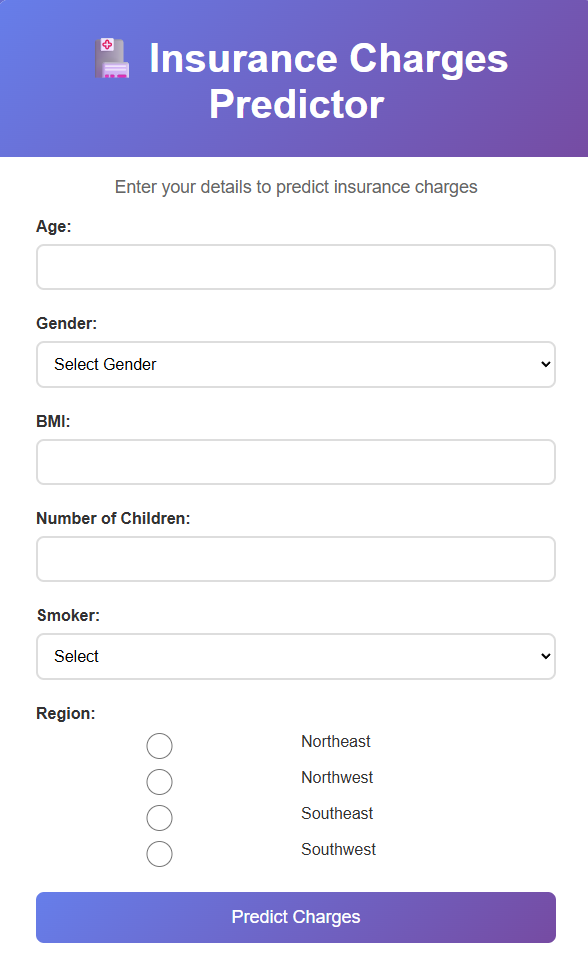 Insurance Charges
Predictor
Enter your details to predict insurance charges
Age:
Gender:
Select Gender
BMI:
Number of Children:
Smoker:
Select
Region:
Northeast
Northwest
Southeast
Southwest
Predict Charges